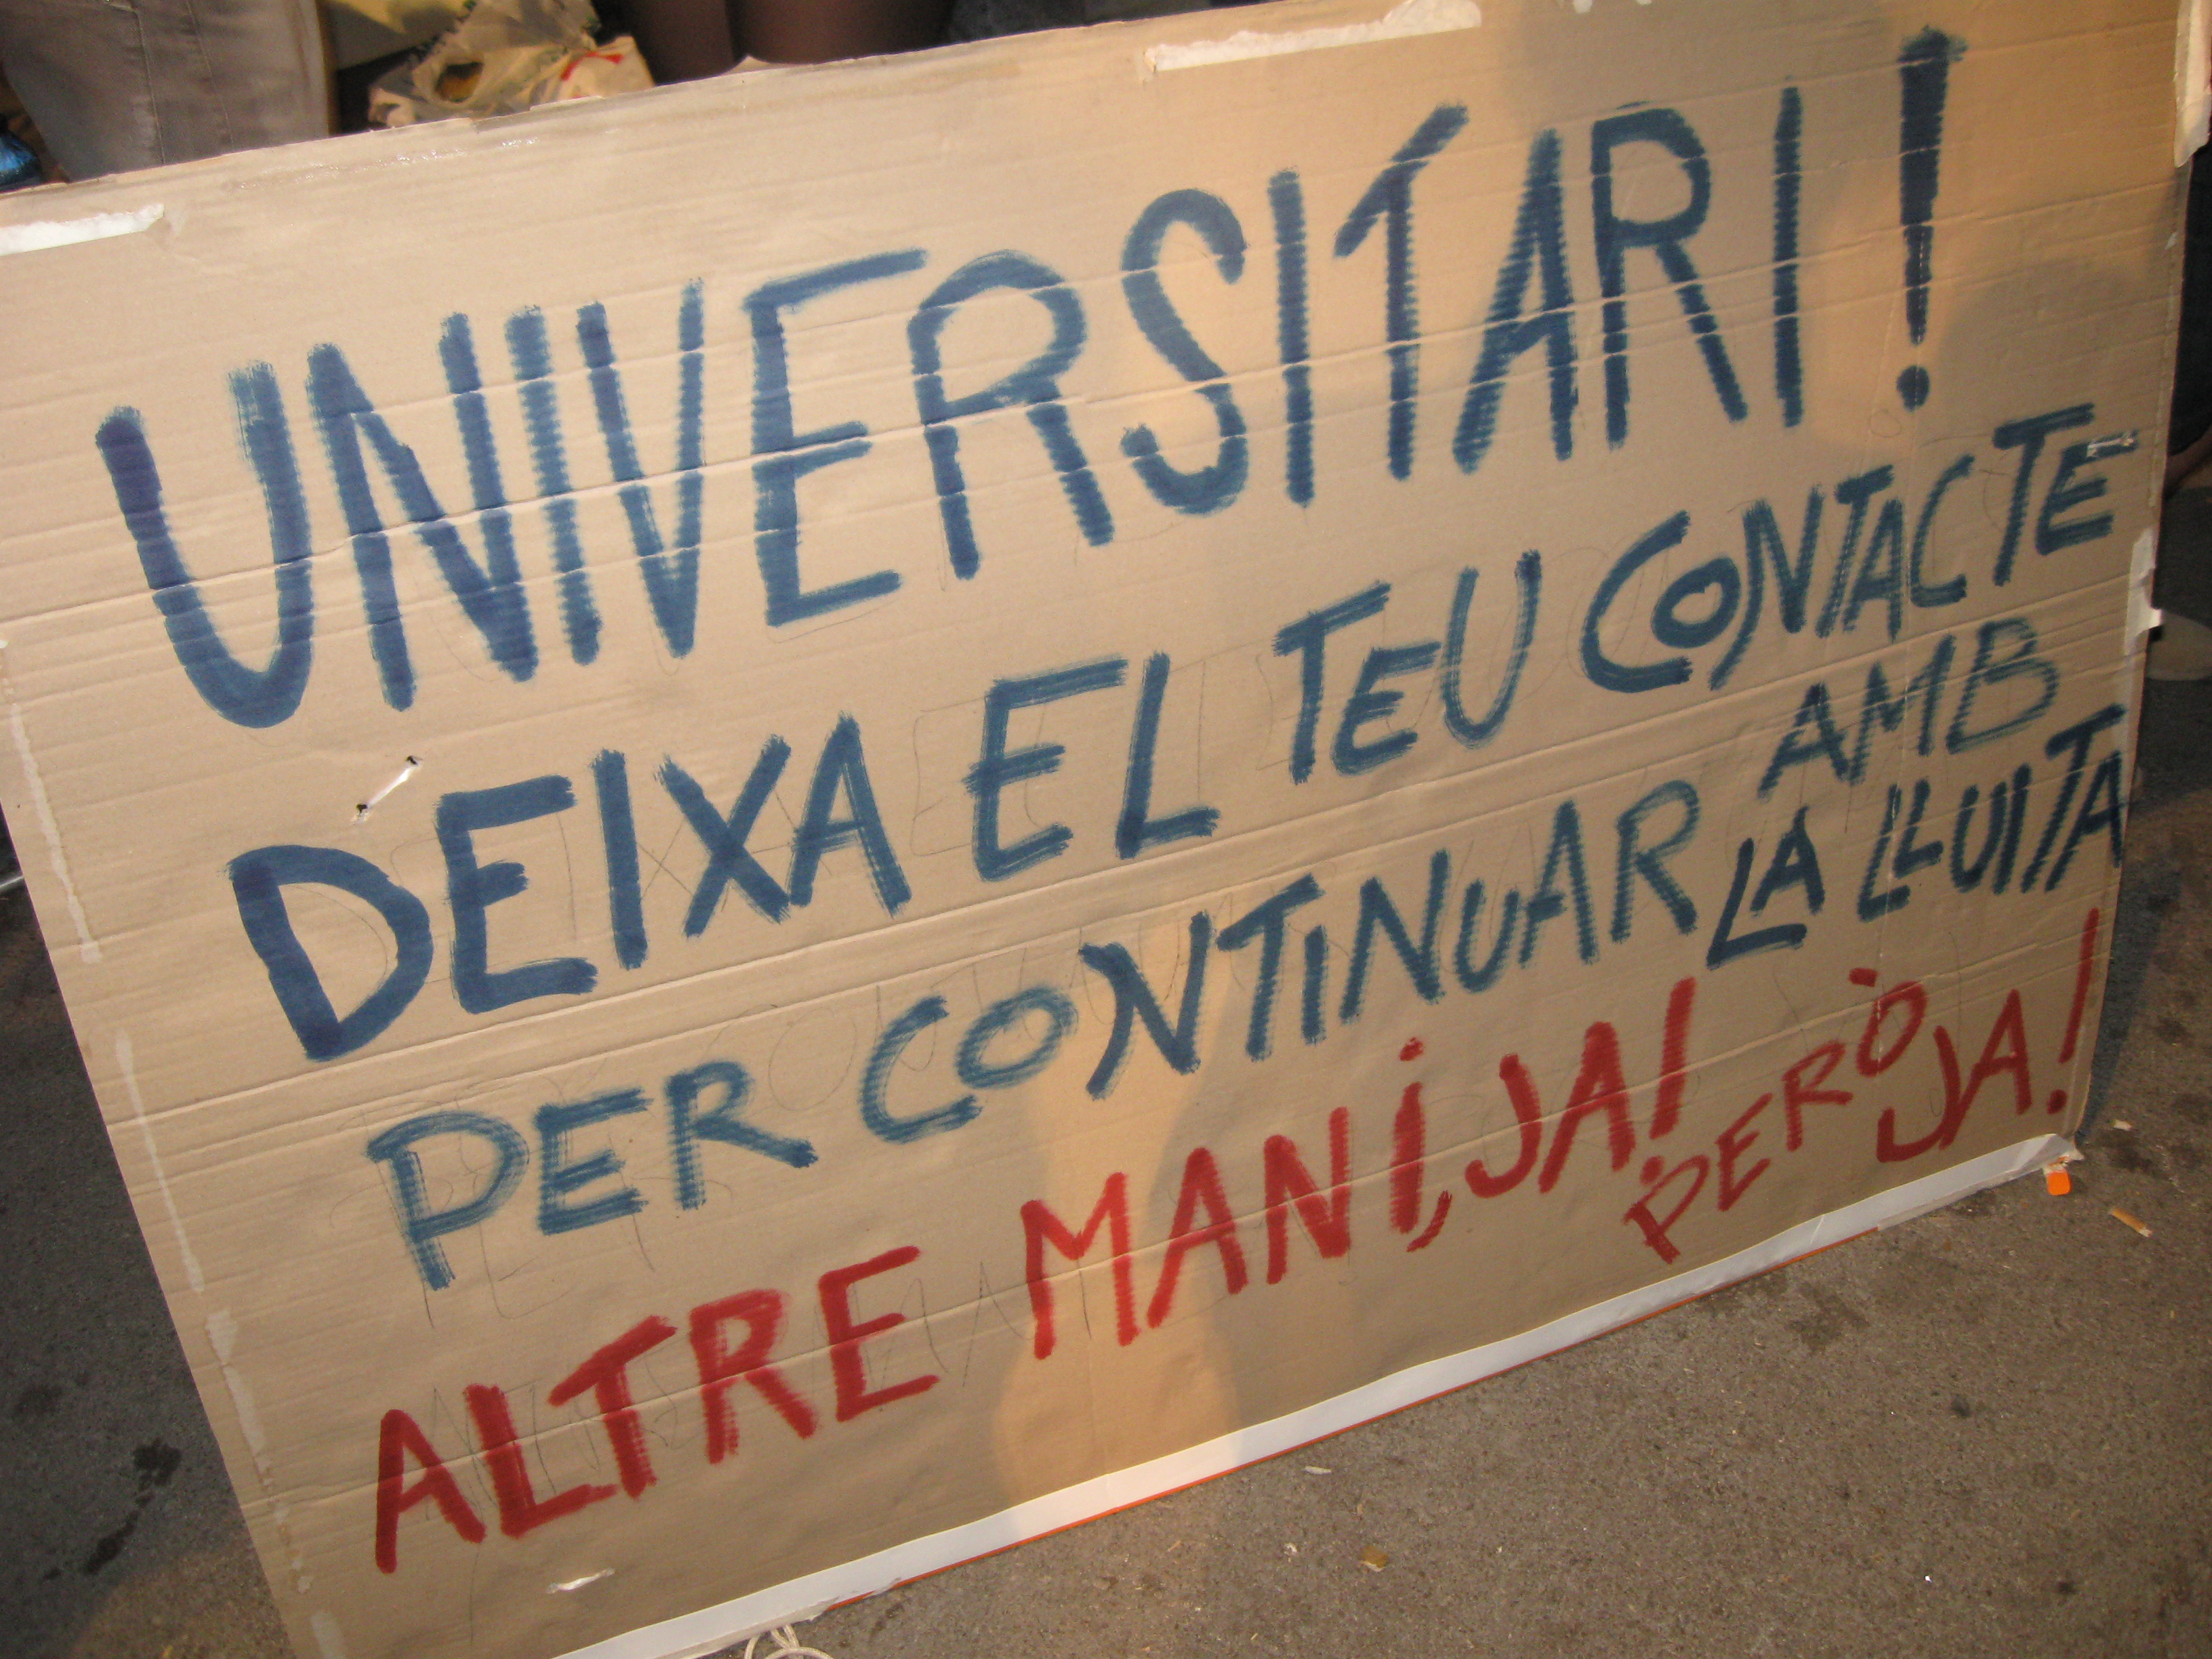 UNIVERSITARI!
DEIXA EL TEU CONTACTE
PER CONTINUAR AMB
LA LLUITA
ALTRE MANI, JA!
PERÒ JA!